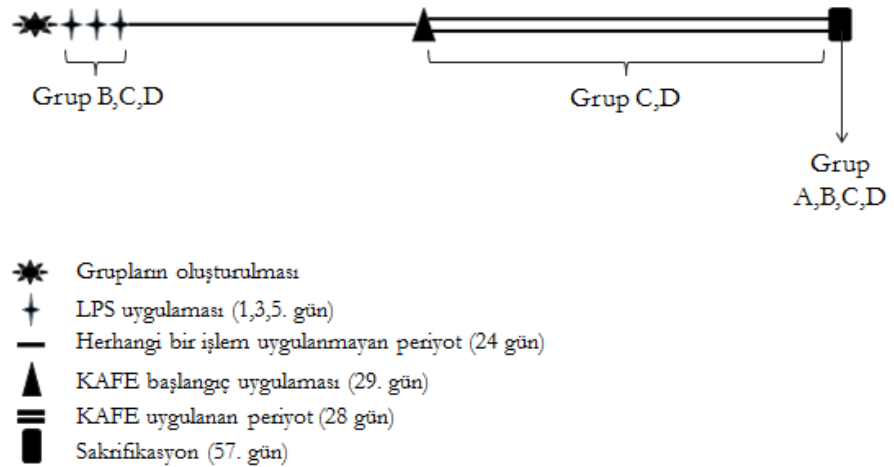 Grup B,C,D
Grup C,D
Grup
A,B,C,D
Grupların oluşturulması
LPS uygulaması (1,3,5. gün)
Herhangi bir işlem uygulanmayan periyot (24 gün)
KAFE başlangıç uygulaması (29. gün)
KAFE uygulanan periyot (28 gün)
Sakrifikasyon (57. gün)